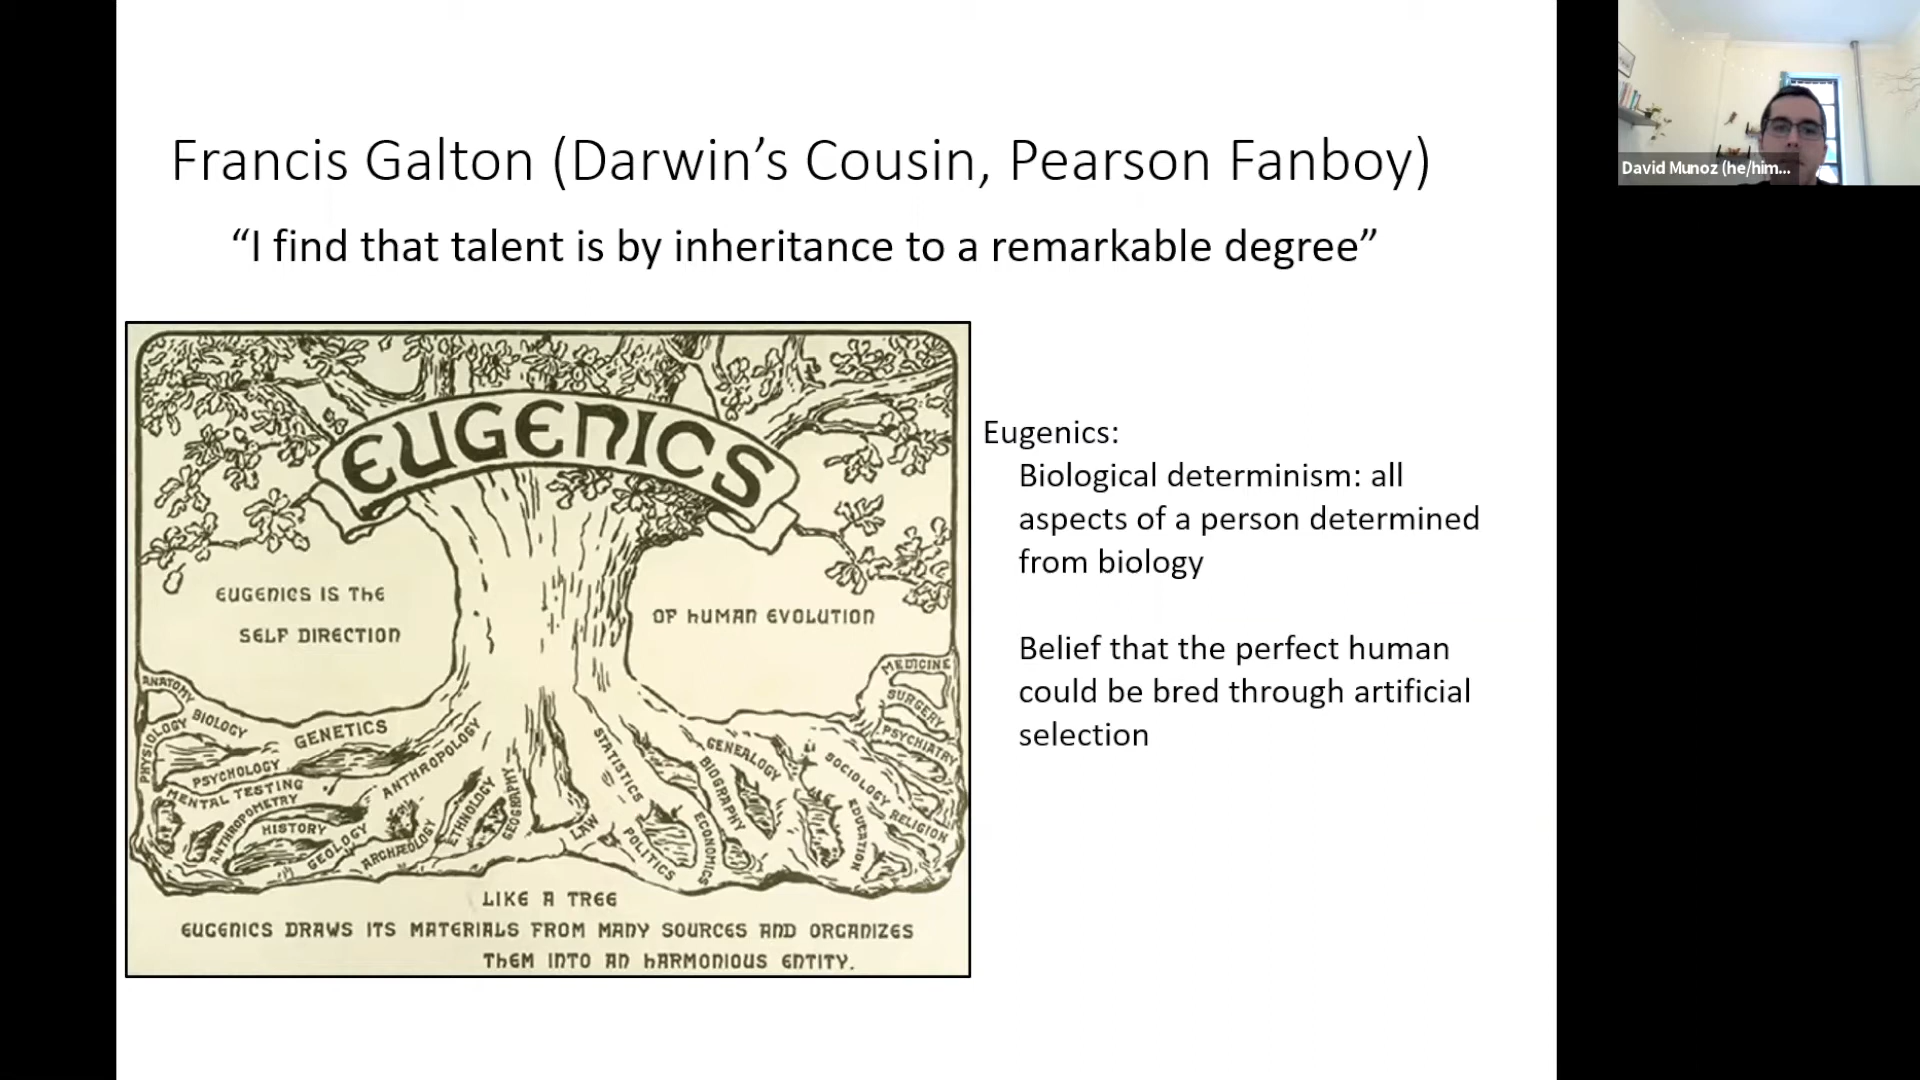 Francis Galton (Darwin’s Cousin, Pearson Fanboy)
“I find that talent is by inheritance to a remarkable degree”
EUGENICS
EUGENICS IS THE
SELF DIRECTION
OF HUMAN EVOLUTION
ANATOMY
PHYSIOLOGY
BIOLOGY
GENETICS
PSYCHOLOGY
MENTAL TESTING
ANTHROPOMETRY
HISTORY
GEOLOGY
ANTHROPOLOGY
ARCHÆOLOGY
ETHNOLOGY
GEOGRAPHY
LAW
STATISTICS
POLITICS
ECONOMICS
BIOGRAPHY
GENEALOGY
EDUCATION
SOCIOLOGY
RELIGION
PSYCHIATRY
SURGERY
MEDICINE
LIKE A TREE
EUGENICS DRAWS ITS MATERIALS FROM MANY SOURCES AND ORGANIZES
THEM INTO AN HARMONIOUS ENTITY.
Eugenics:
Biological determinism: all
aspects of a person determined
from biology
Belief that the perfect human
could be bred through artificial
selection
David Munoz (he/him...